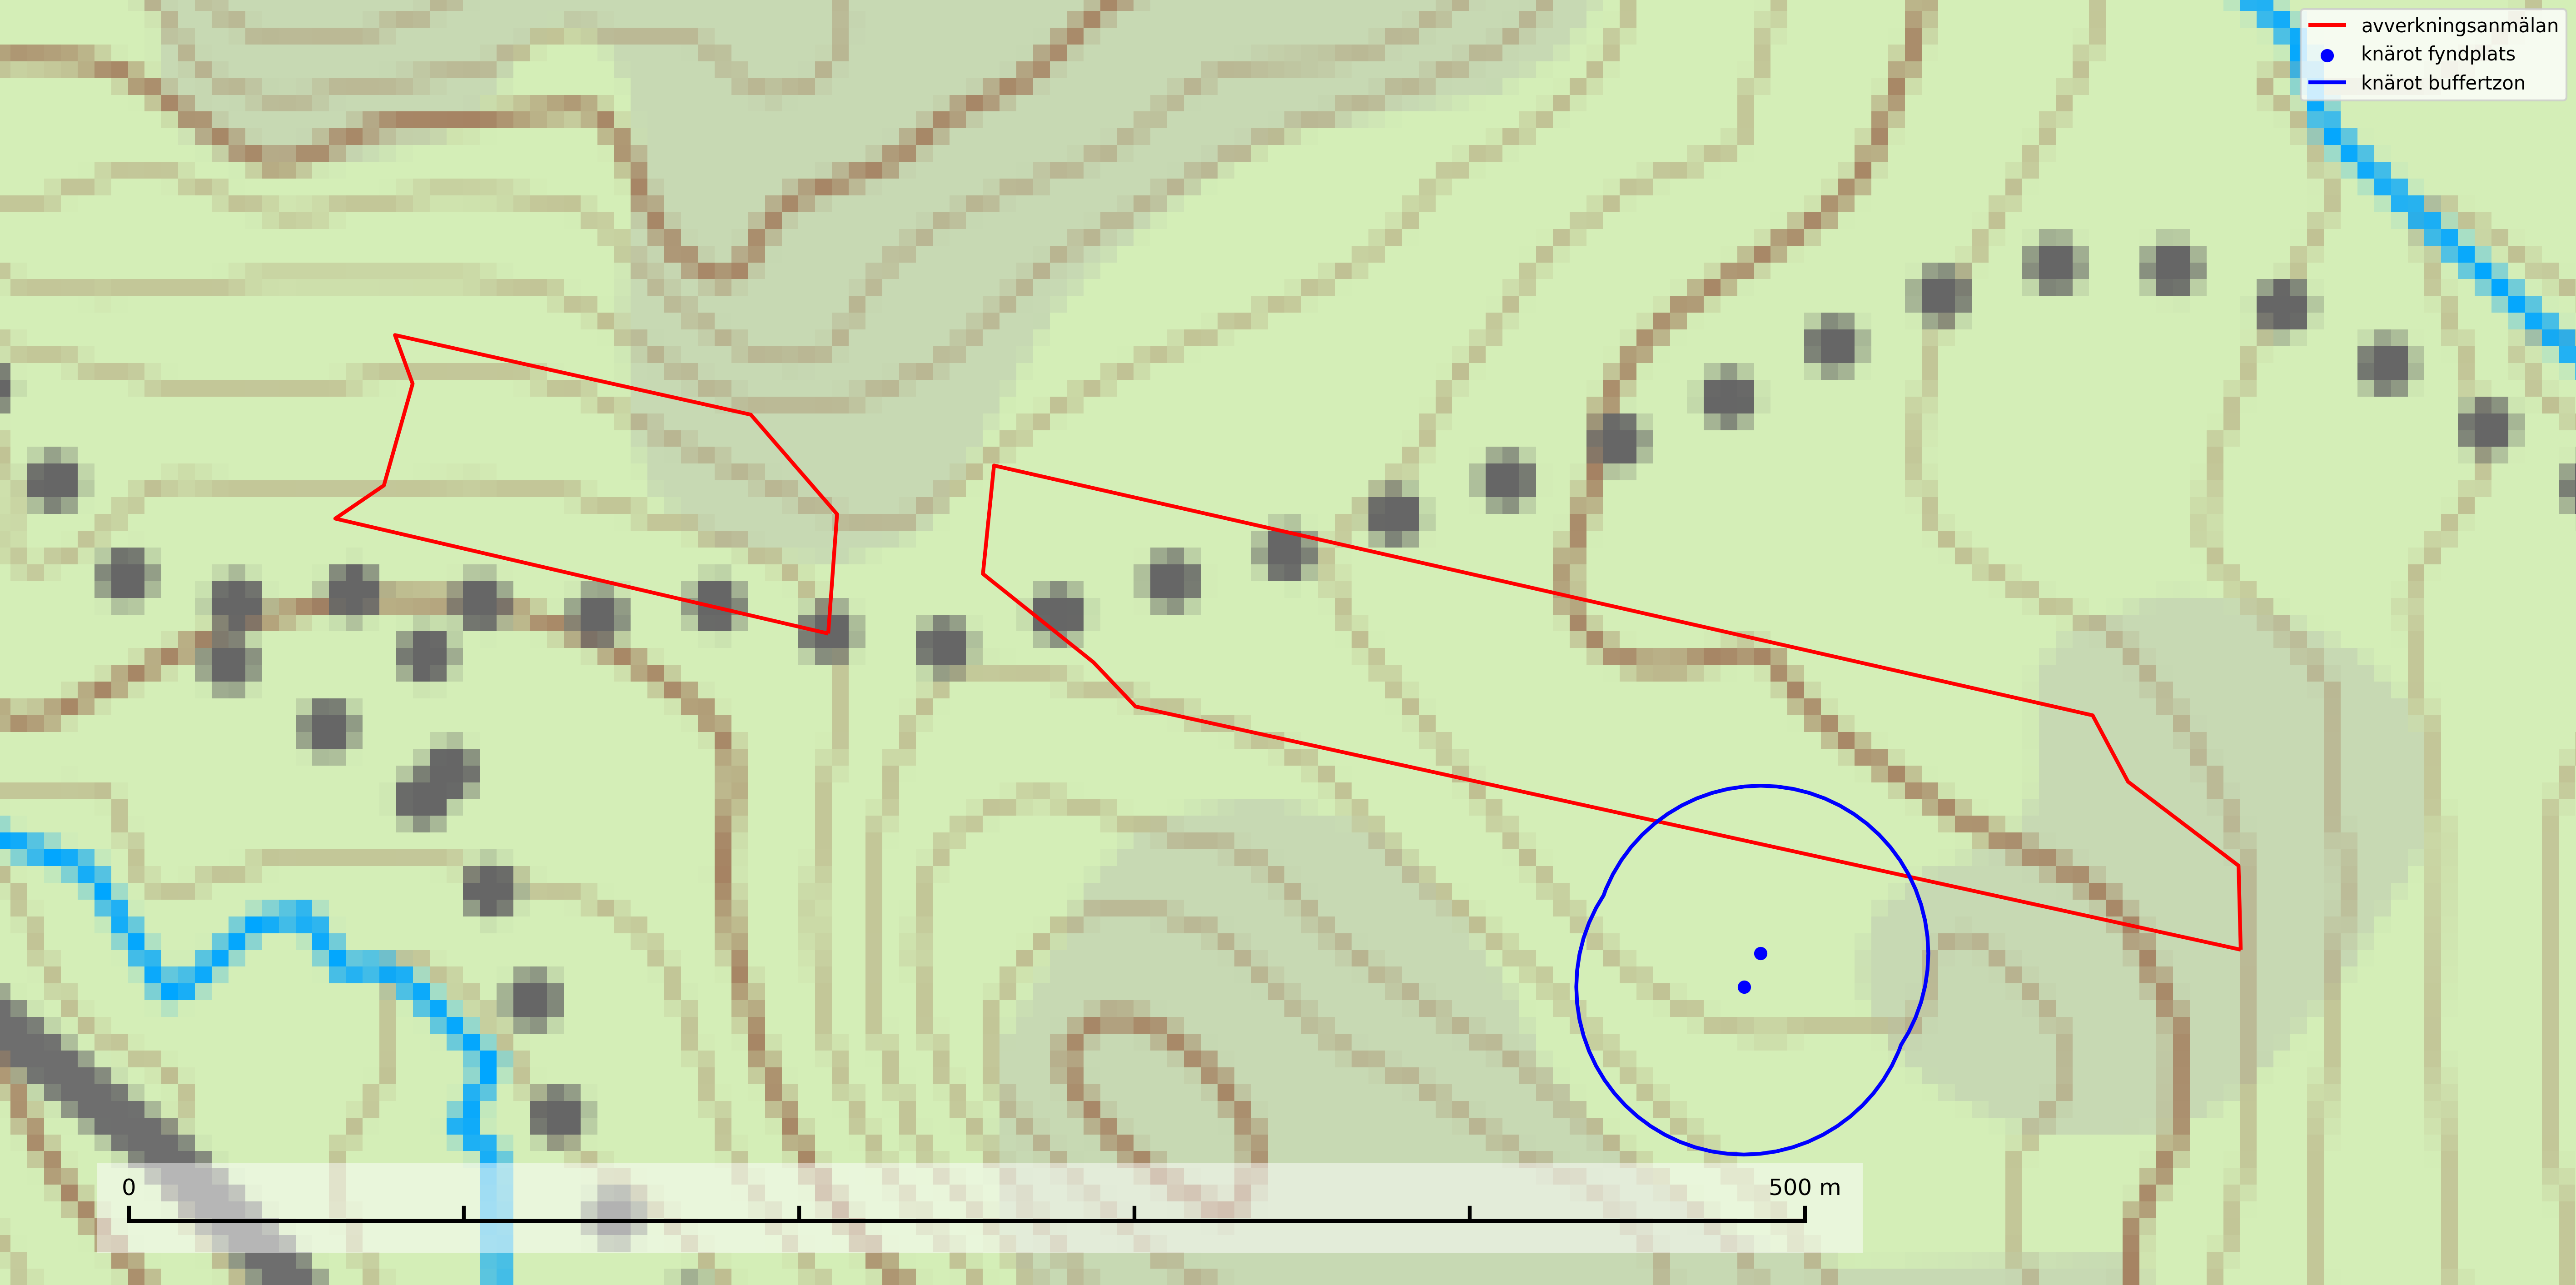 avverkningsanmälan
knärot fyndplats
knärot buffertzon
0
500 m